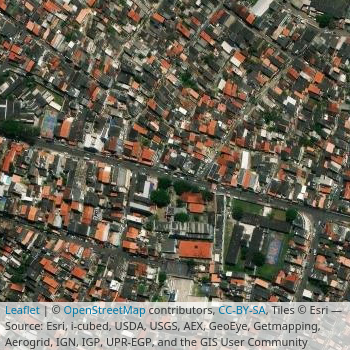 Leaflet | © OpenStreetMap contributors, CC-BY-SA, Tiles © Esri —
Source: Esri, i-cubed, USDA, USGS, AEX, GeoEye, Getmapping,
Aerogrid, IGN, IGP, UPR-EGP, and the GIS User Community